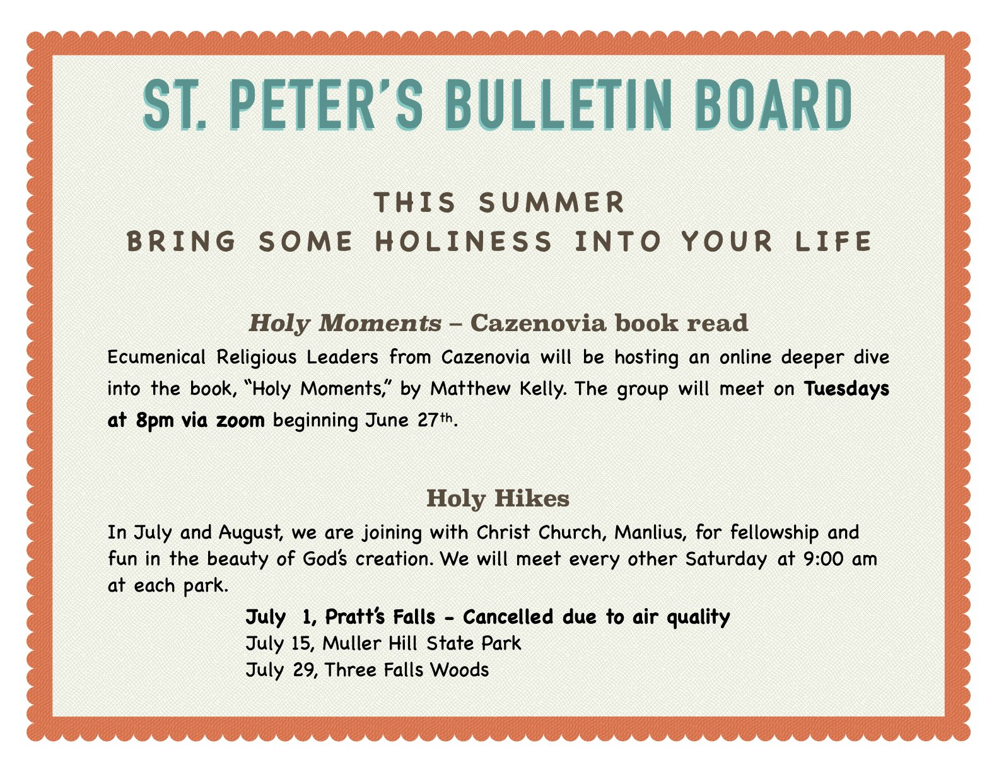 ST. PETER'S BULLETIN BOARD
THIS SUMMER
BRING SOME HOLINESS INTO YOUR LIFE
Holy Moments – Cazenovia book read
Ecumenical Religious Leaders from Cazenovia will be hosting an online deeper dive
into the book, “Holy Moments,” by Matthew Kelly. The group will meet on Tuesdays
at 8pm via zoom beginning June 27th.
Holy Hikes
In July and August, we are joining with Christ Church, Manlius, for fellowship and
fun in the beauty of God’s creation. We will meet every other Saturday at 9:00 am
at each park.
July 1, Pratt’s Falls – Cancelled due to air quality
July 15, Muller Hill State Park
July 29, Three Falls Woods